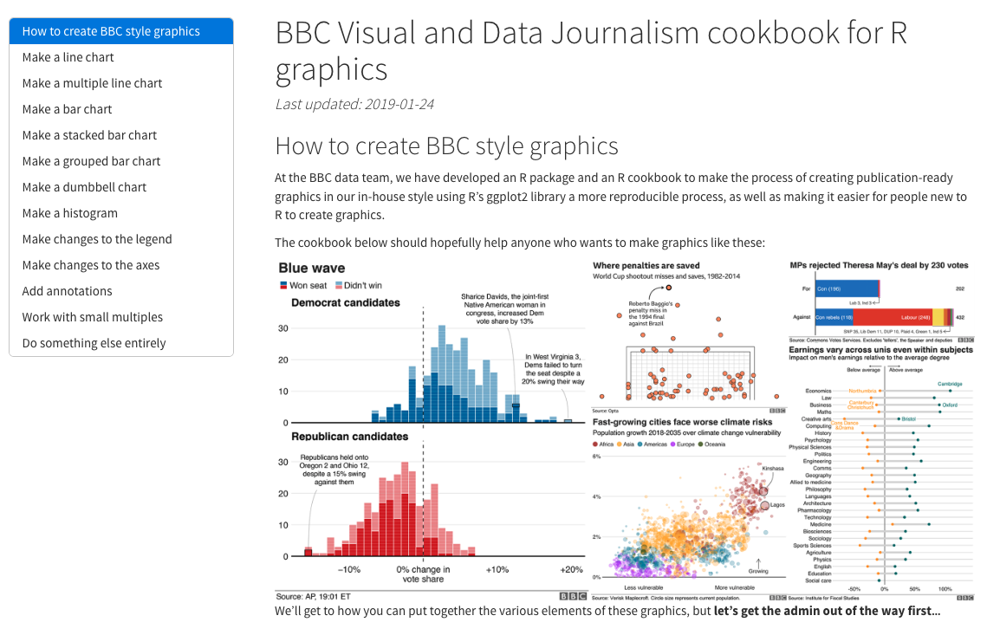 How to create BBC style graphics
Make a line chart
Make a multiple line chart
Make a bar chart
Make a stacked bar chart
Make a grouped bar chart
Make a dumbbell chart
Make a histogram
Make changes to the legend
Make changes to the axes
Add annotations
Work with small multiples
Do something else entirely
BBC Visual and Data Journalism cookbook for R
graphics
Last updated: 2019-01-24
How to create BBC style graphics
At the BBC data team, we have developed an R package and an R cookbook to make the process of creating publication-ready
graphics in our in-house style using R's ggplot2 library a more reproducible process, as well as making it easier for people new to
R to create graphics.
The cookbook below should hopefully help anyone who wants to make graphics like these:
Blue wave
Won seat Didn't win
Democrat candidates
Sharice Davids, the joint-first
Native American woman in
congress, increased Dem
vote share by 13%
In West Virginia 3,
Dems failed to turn
the seat despite a
20% swing their way
30
20
10
0
Republican candidates
Republicans held onto
Oregon 2 and Ohio 12,
despite a 15% swing
against them
30
20
10
0
−10% 0% change in +10% +20%
vote share
Source: AP, 19:01 ET BBC
Where penalties are saved
World Cup shootout misses and saves, 1982-2014
Roberto Baggio's
penalty miss in
the 1994 final
against Brazil
Source: Opta BBC
Fast-growing cities face worse climate risks
Population growth 2018-2035 over climate change vulnerability
Africa Asia Americas Europe Oceania
6%
Kinshasa
4%
Lagos
2%
Growing
0%
Less vulnerable More vulnerable
Source: Verisk Maplecroft. Circle size represents current population. BBC
MPs rejected Theresa May's deal by 230 votes
For Con (196) 202
Lab 3, Ind 3
Against Con rebels (118) Labour (248) 432
SNP 35, Lib Dem 11, DUP 10, Plaid 4, Green 1, Ind 5
Source: Commons Votes Services. Excludes 'tellers', the Speaker and deputies
BBC
Earnings vary across unis even within subjects
Impact on men's earnings relative to the average degree
Below average Above average
Cambridge
Economics Northumbria
Law
Business Canterbury Oxford
Christchurch
Maths
Creative arts Bristol
Computing Cons Dance
&Drama
History
Psychology
Physical Sciences
Politics
Engineering
Comms
Geography
Allied to medicine
Philosophy
Languages
Architecture
Pharmacology
Technology
Medicine
Biosciences
Sociology
Sports Sciences
Agriculture
Physics
English
Education
Social care
-50% 0% 50% 100%
Source: Institute for Fiscal Studies BBC
We'll get to how you can put together the various elements of these graphics, but let's get the admin out of the way first...